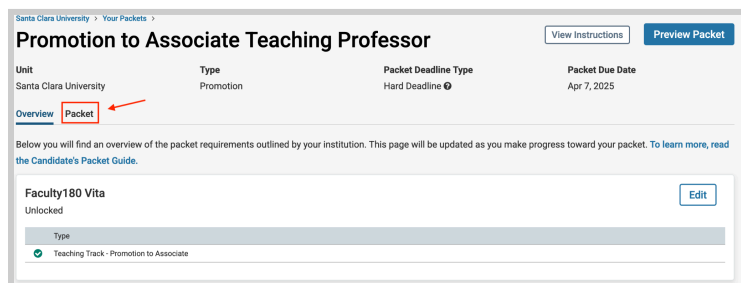 Santa Clara University > Your Packets >
Promotion to Associate Teaching Professor
View Instructions
Preview Packet
Unit Type Packet Deadline Type Packet Due Date
Santa Clara University Promotion Hard Deadline Apr 7, 2025
Overview Packet
Below you will find an overview of the packet requirements outlined by your institution. This page will be updated as you make progress toward your packet. To learn more, read
the Candidate's Packet Guide.
Faculty180 Vita
Edit
Unlocked
Type
Teaching Track - Promotion to Associate